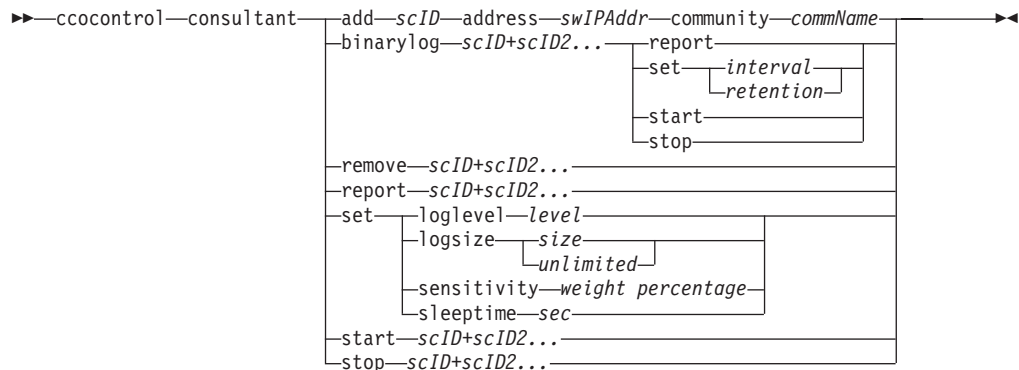 ccocontrol consultant add scID address swIPAddr community commName
binarylog scID+scID2... report
set interval
retention
start
stop
remove scID+scID2...
report scID+scID2...
set loglevel level
logsize size
unlimited
sensitivity weight percentage
sleeptime sec
start scID+scID2...
stop scID+scID2...